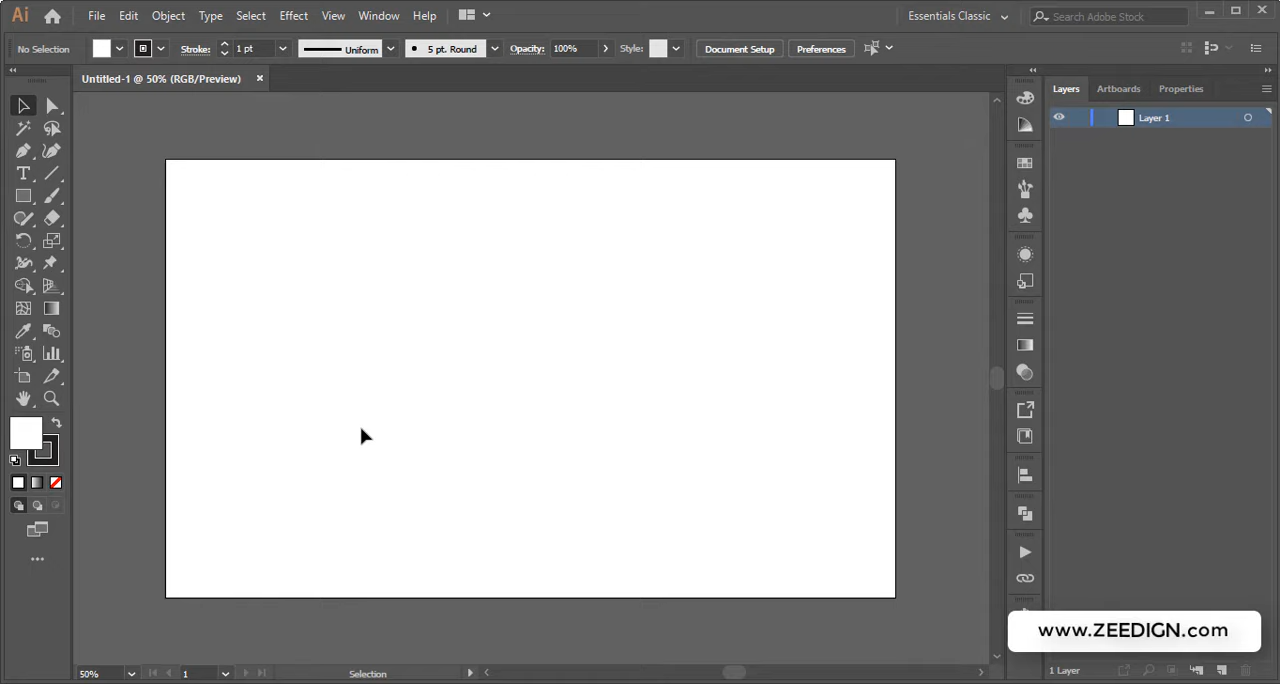 Ai File Edit Object Type Select Effect View Window Help Essentials Classic Search Adobe Stock
No Selection Stroke: 1 pt Uniform 5 pt. Round Opacity: 100% Style: Document Setup Preferences
Untitled-1 @ 50% (RGB/Preview)
Layers Artboards Properties
Layer 1
T
www.ZEEDIGN.com
50% 1 Selection 1 Layer